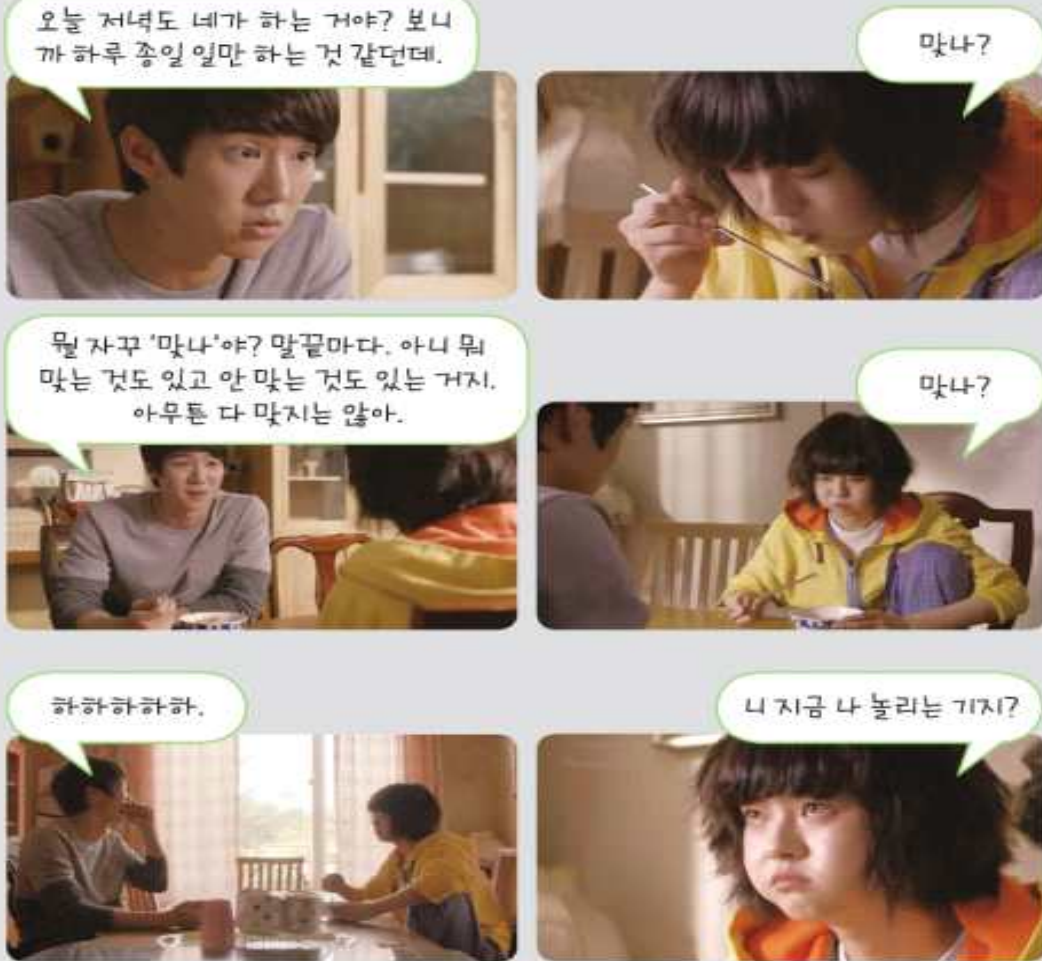 오늘 저녁도 네가 하는 거야? 보니
까 하루 종일 일만 하는 것 같던데.
맞나?
뭘 자꾸 '맞나'야? 말끝마다. 아니 뭐
맞는 것도 있고 안 맞는 것도 있는 거지.
아무튼 다 맞지는 않아.
맞나?
하하하하하.
니 지금 나 놀리는 기지?